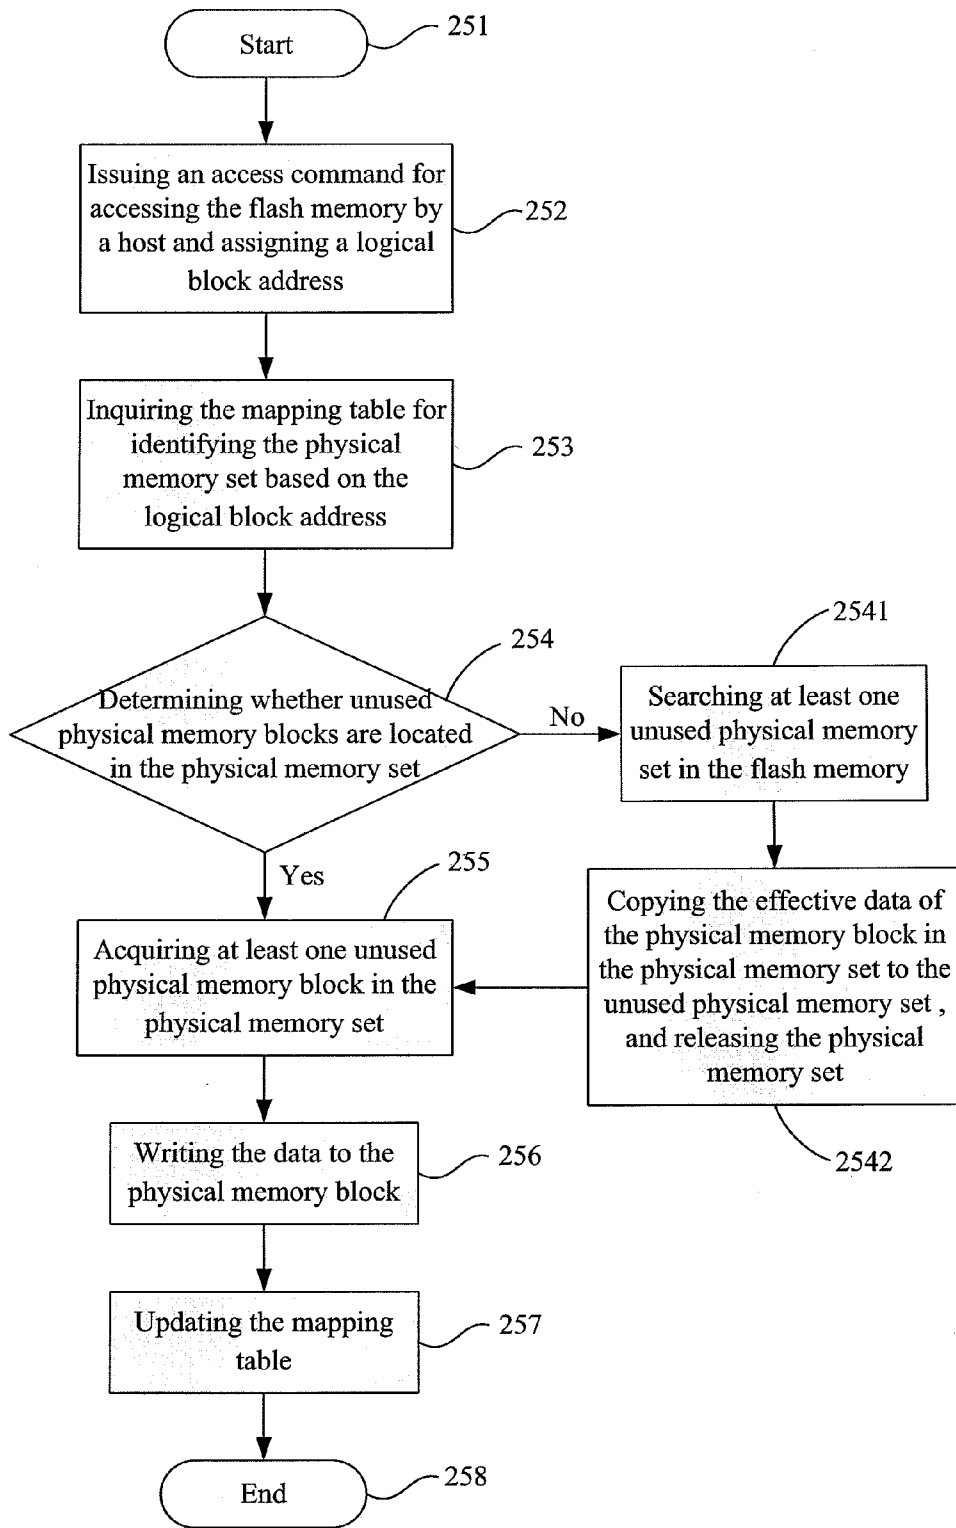 Start
251
Issuing an access command for
accessing the flash memory by
a host and assigning a logical
block address
252
Inquiring the mapping table for
identifying the physical
memory set based on the
logical block address
253
Determining whether unused
physical memory blocks are located
in the physical memory set
254
No
Searching at least one
unused physical memory
set in the flash memory
2541
Yes
Copying the effective data of
the physical memory block in
the physical memory set to the
unused physical memory set ,
and releasing the physical
memory set
2542
Acquiring at least one unused
physical memory block in the
physical memory set
255
Writing the data to the
physical memory block
256
Updating the mapping
table
257
End
258